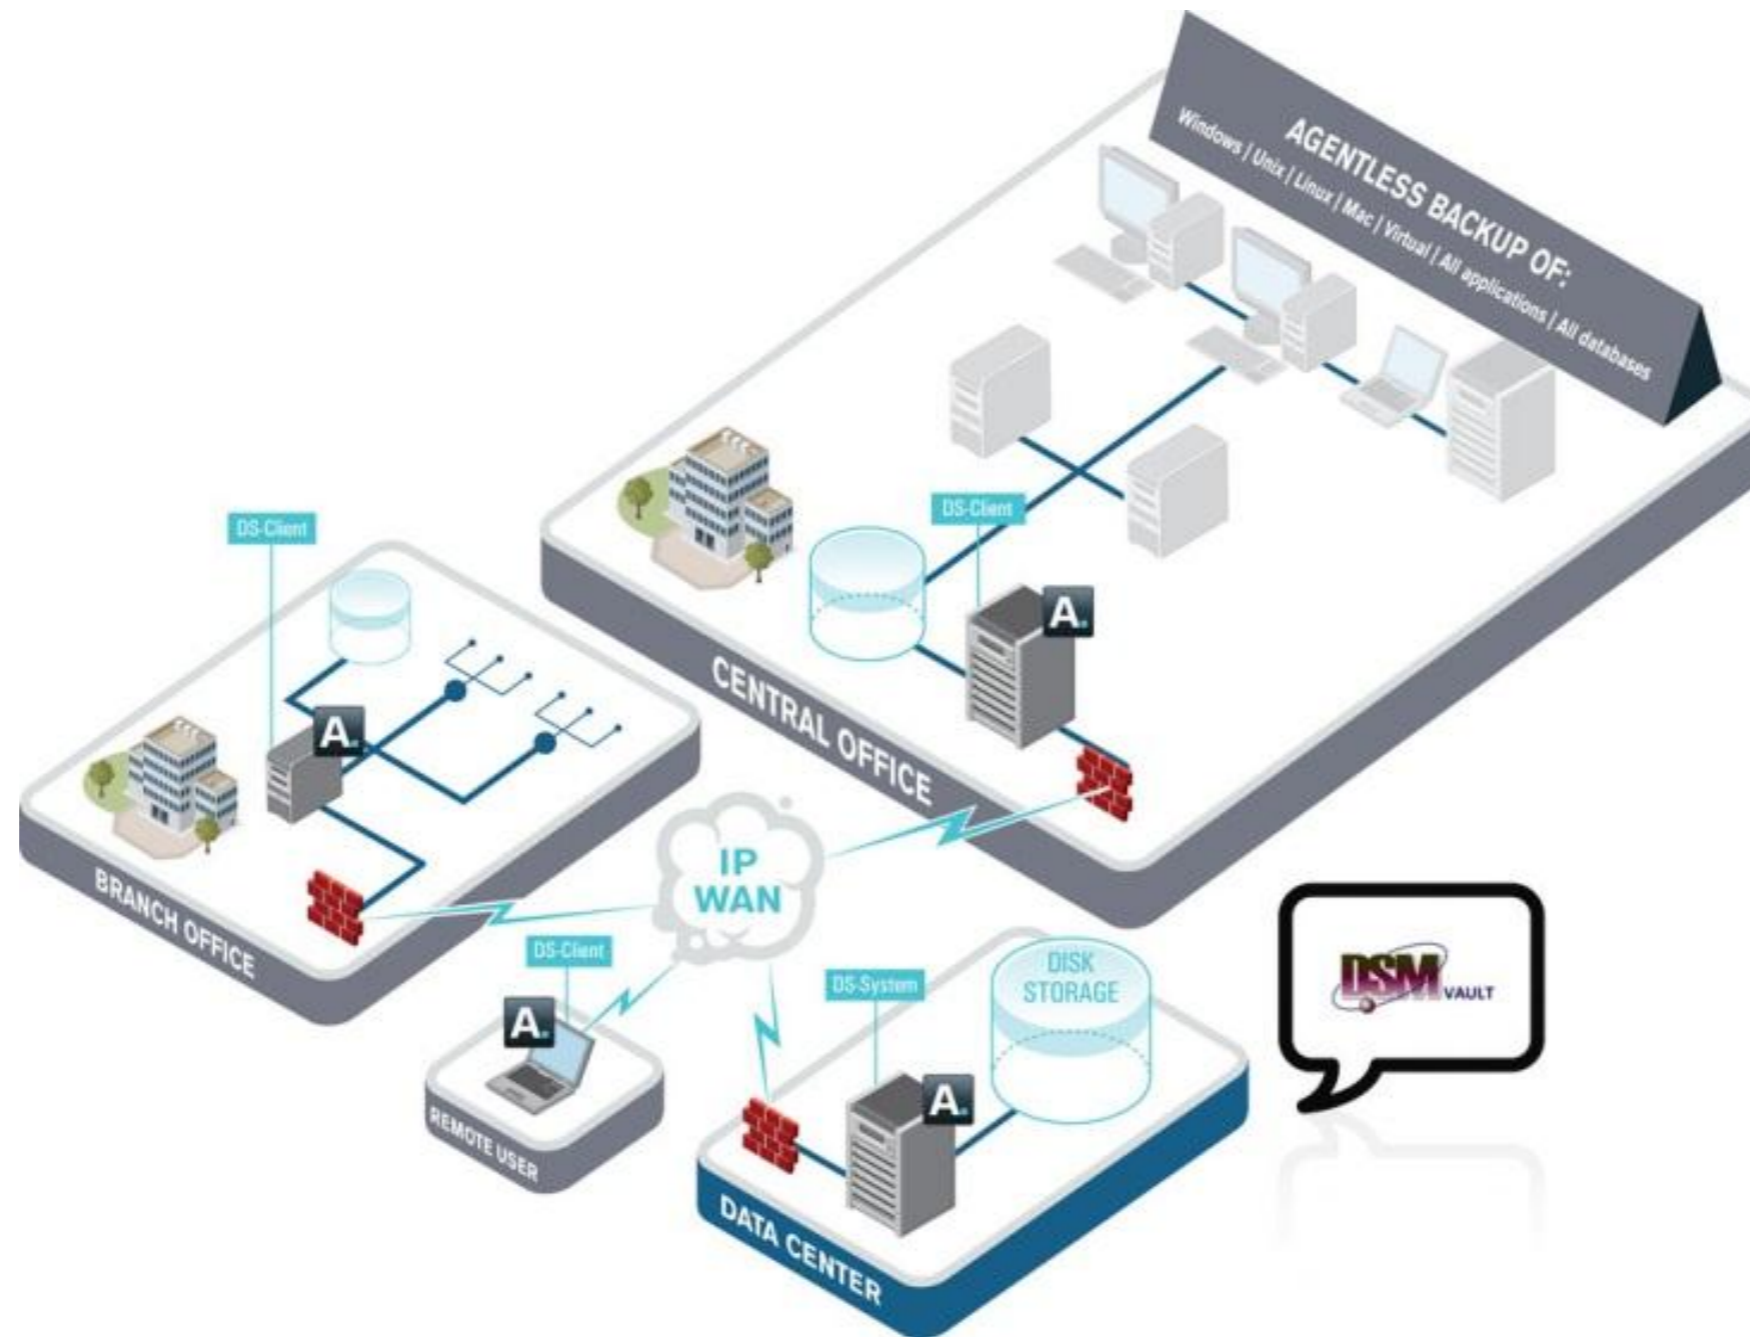 AGENTLESS BACKUP OF:
Windows | Unix | Linux | Mac | Virtual | All applications | All databases
DS-Client
DS-Client
A.
A.
CENTRAL OFFICE
IP
WAN
BRANCH OFFICE
DS-Client
A.
REMOTE USER
DS-System
DISK
STORAGE
A.
DATA CENTER
DSM VAULT